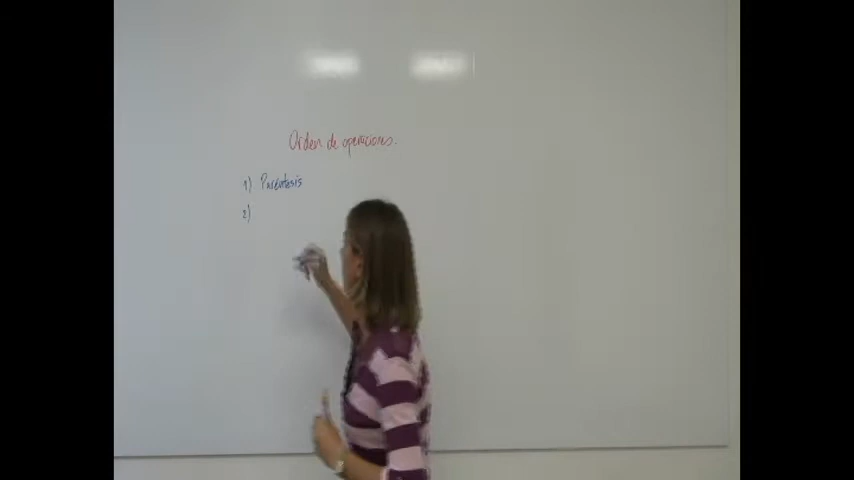 Orden de operaciones.
1) Paréntesis
2)